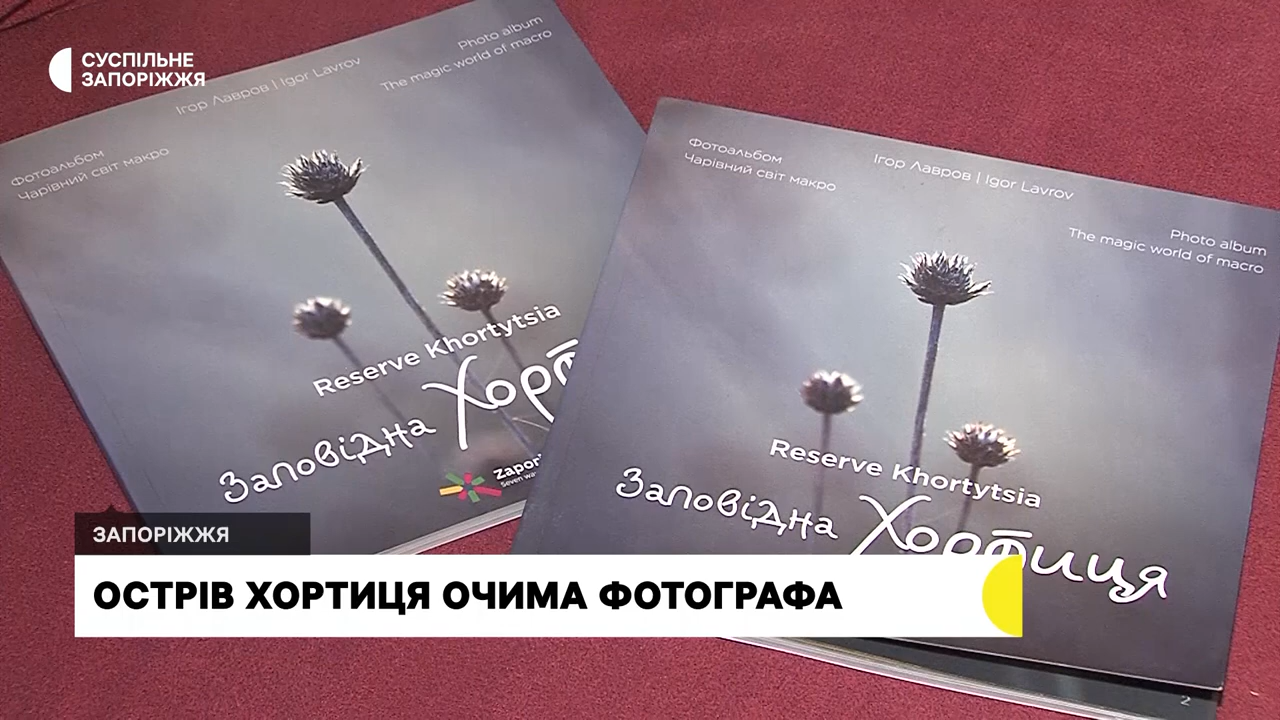 СУСПІЛЬНЕ
ЗАПОРІЖЖЯ
Фотоальбом
Чарівний світ макро
Ігор Лавров | Igor Lavrov
Photo album
The magic world of macro
Reserve Khortytsia
Заповідна
Фотоальбом
Чарівний світ макро
Ігор Лавров | Igor Lavrov
Photo album
The magic world of macro
Reserve Khortytsia
Заповідна Хортиця
2
ЗАПОРІЖЖЯ
ОСТРІВ ХОРТИЦЯ ОЧИМА ФОТОГРАФА